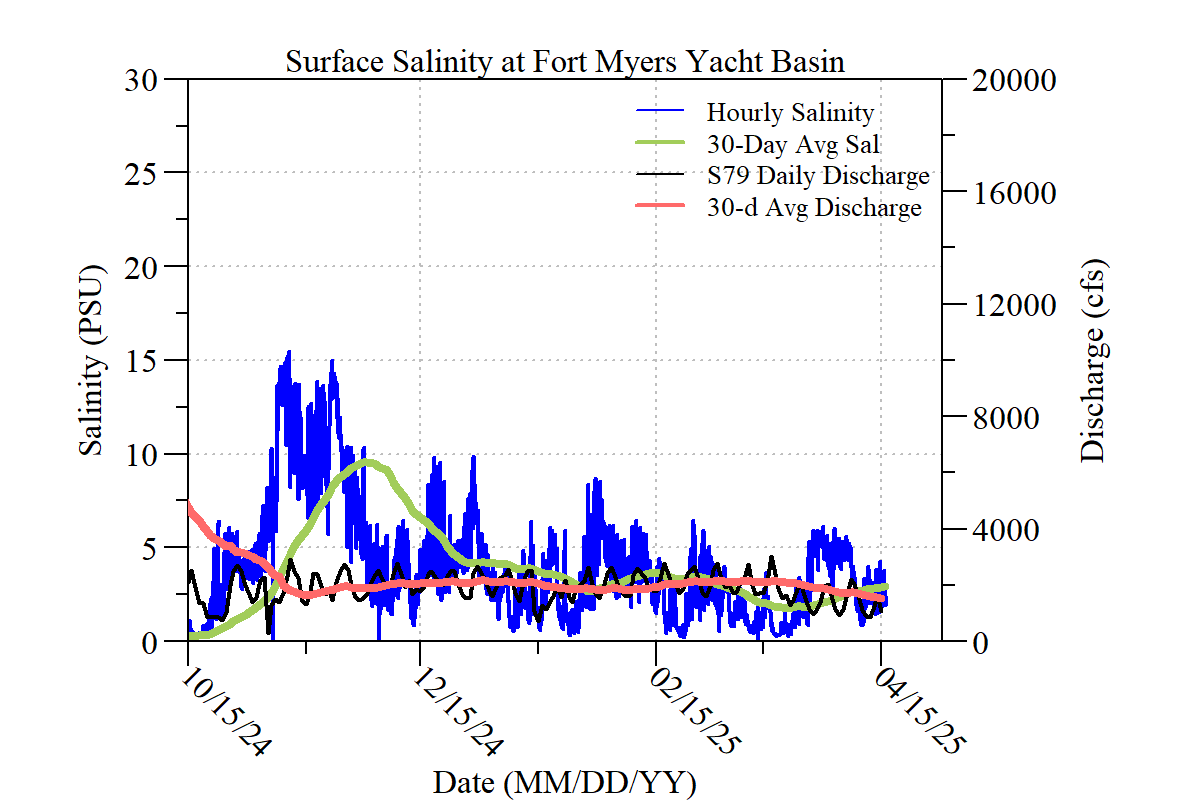 Surface Salinity at Fort Myers Yacht Basin
30
25
20
15
10
5
0
Salinity (PSU)
Hourly Salinity
30-Day Avg Sal
S79 Daily Discharge
30-d Avg Discharge
20000
16000
12000
8000
4000
0
Discharge (cfs)
10/15/24
12/15/24
02/15/25
04/15/25
Date (MM/DD/YY)